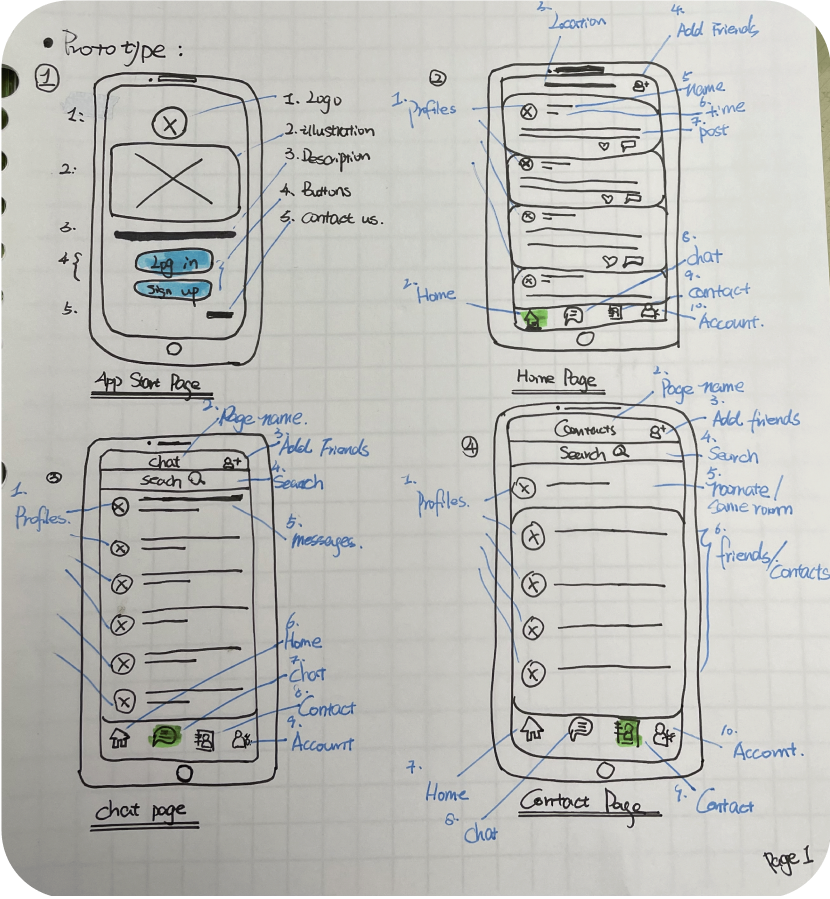 • Prototype :
①
1:
2:
3.
4 {
5.
1. Logo
2. illustration
3. Description
4. Buttons
5. contact us.
Log in
Sign up
App Start Page
②
3.
Location
4.
Add Friends
1.
Profiles
5.
name
6.
time
7.
post
8.
chat
9.
contact
10.
Account.
2.
Home
Home Page
③
2.
Page name.
3.
Add Friends
4.
Search
chat
seach
1.
Profiles.
5.
messages.
6.
Home
7.
Chat
8.
Contact
9.
Account
chat page
④
2.
Page name
3.
Add friends
4.
Search
Contacts
Search
1.
Profiles.
5.
roomate/
same room
6.
friends/
Contacts
7.
Home
8.
chat
9.
Contact
10.
Account.
Contact Page
Page 1